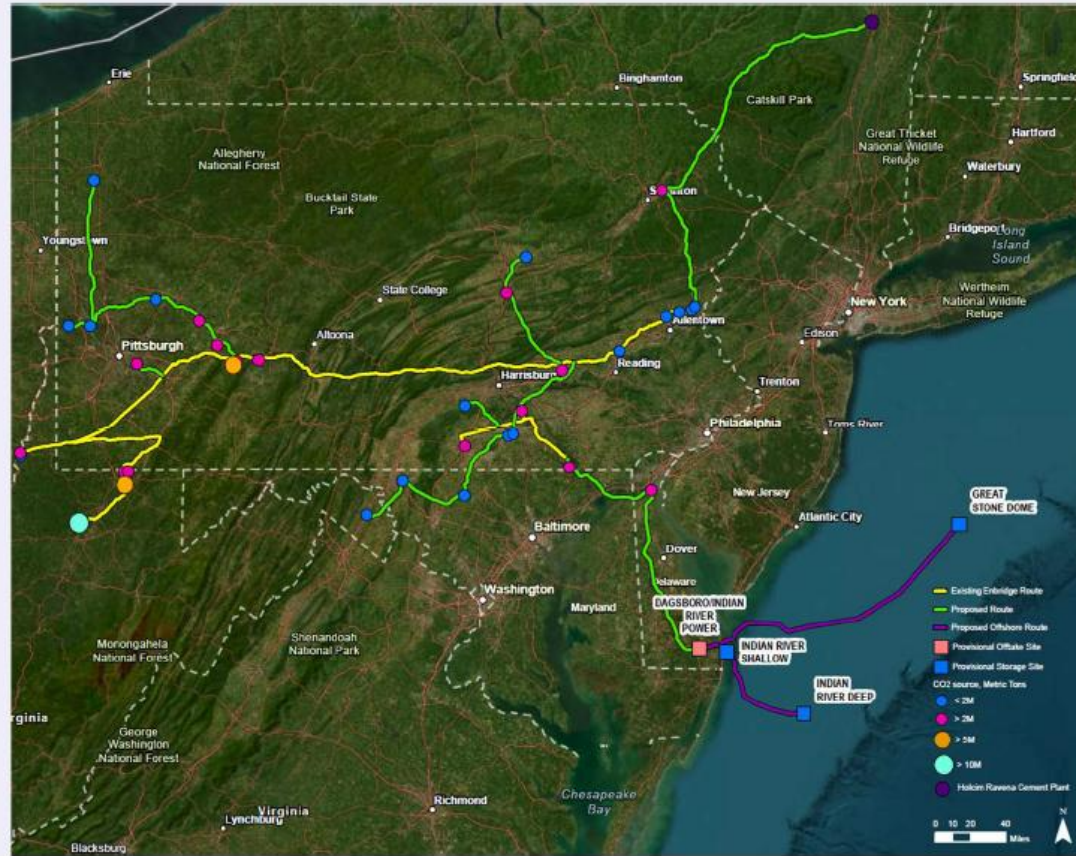 Erie
Binghamton
Springfield
Catskill Park
Hartford
Allegheny
National Forest
Great Thicket
National Wildlife
Refuge
Waterbury
Bucktail State
Park
Youngstown
Bridgeport
Long
Island
Sound
State College
Wertheim
National Wildlife
Refuge
New York
Allentown
Altoona
Edison
Pittsburgh
Reading
Harrisburg
Trenton
Philadelphia
Toms River
New Jersey
GREAT
STONE DOME
Atlantic City
Baltimore
Dover
Delaware
Washington
Maryland
DAGSBORO/INDIAN
RIVER
POWER
INDIAN RIVER
SHALLOW
INDIAN
RIVER DEEP
Shenandoah
National Park
Monongahela
National Forest
rginia
George
Washington
National Forest
Existing Enbridge Route
Proposed Route
Proposed Offshore Route
Provisional Offtake Site
Provisional Storage Site
CO2 source, Metric Tons
< 2M
> 2M
> 5M
> 10M
Holcim Ravena Cement Plant
Richmond
Chesapeake
Bay
Virginia
Lynchburg
Blacksburg
0 10 20 40
Miles
N